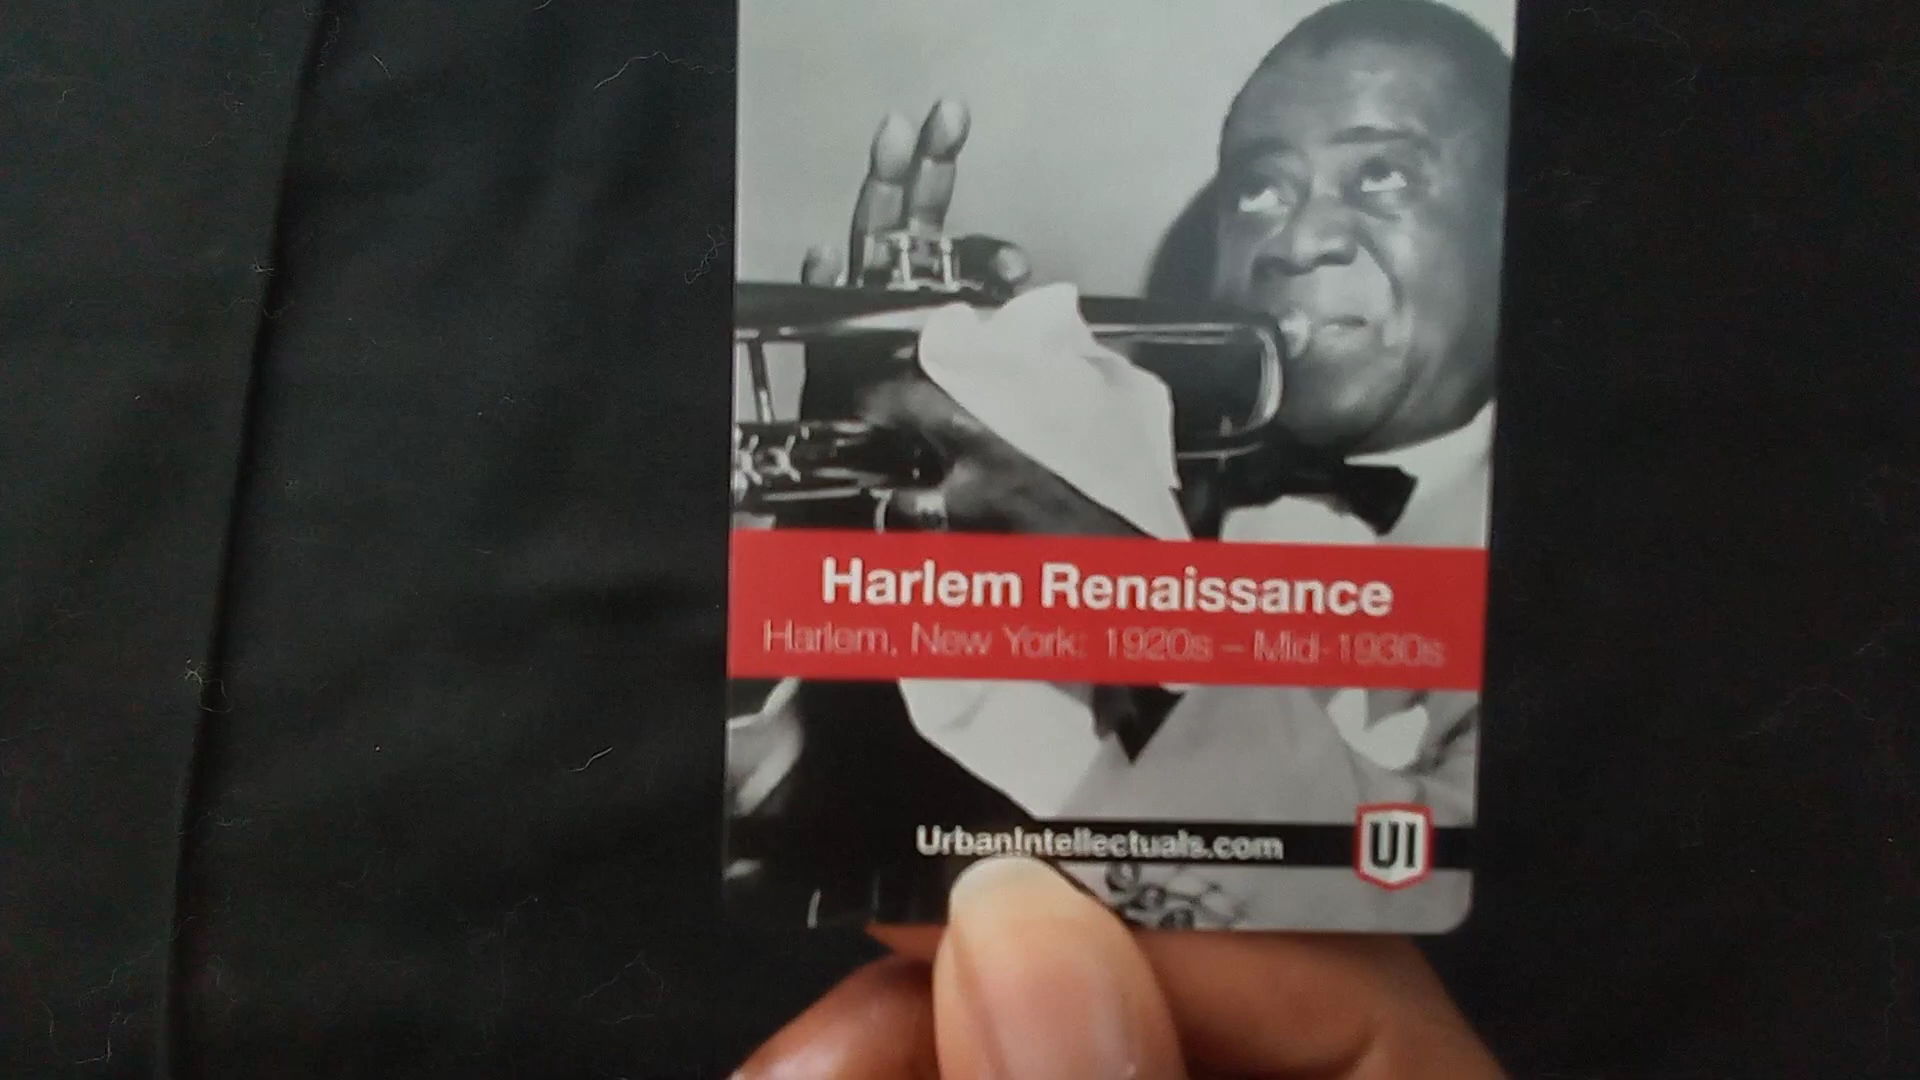 Harlem Renaissance
Harlem, New York: 1920s – Mid-1930s
UrbanIntellectuals.com
UI